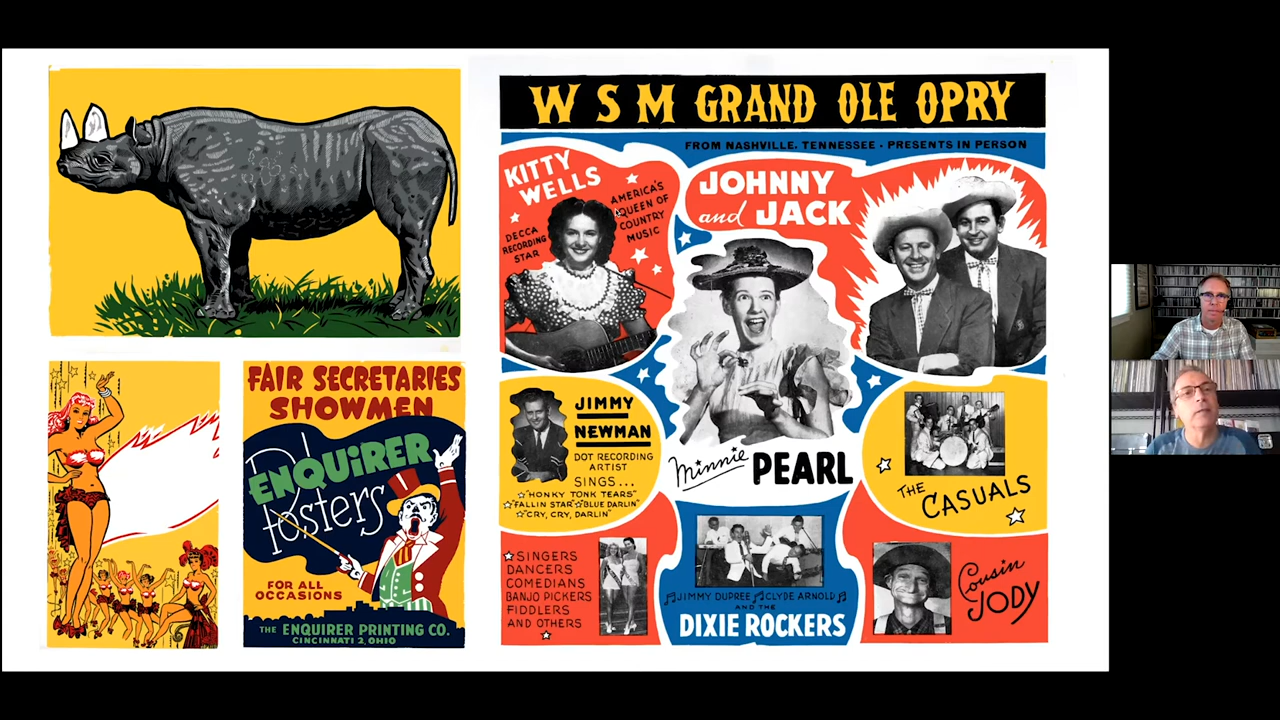 FAIR SECRETARIES
SHOWMEN
ENQUIRER
Posters
FOR ALL
OCCASIONS
THE ENQUIRER PRINTING CO.
CINCINNATI 2, OHIO
WSM GRAND OLE OPRY
FROM NASHVILLE, TENNESSEE - PRESENTS IN PERSON
KITTY
WELLS
AMERICA'S
QUEEN OF
COUNTRY
MUSIC
DECCA
RECORDING
STAR
JOHNNY
and JACK
JIMMY
NEWMAN
DOT RECORDING
ARTIST
SINGS...
"HONKY TONK TEARS"
"FALLIN STAR" "BLUE DARLIN"
"CRY, CRY, DARLIN"
Minnie PEARL
THE
CASUALS
SINGERS
DANCERS
COMEDIANS
BANJO PICKERS
FIDDLERS
AND OTHERS
JIMMY DUPREE CLYDE ARNOLD
AND THE
DIXIE ROCKERS
Cousin
JODY